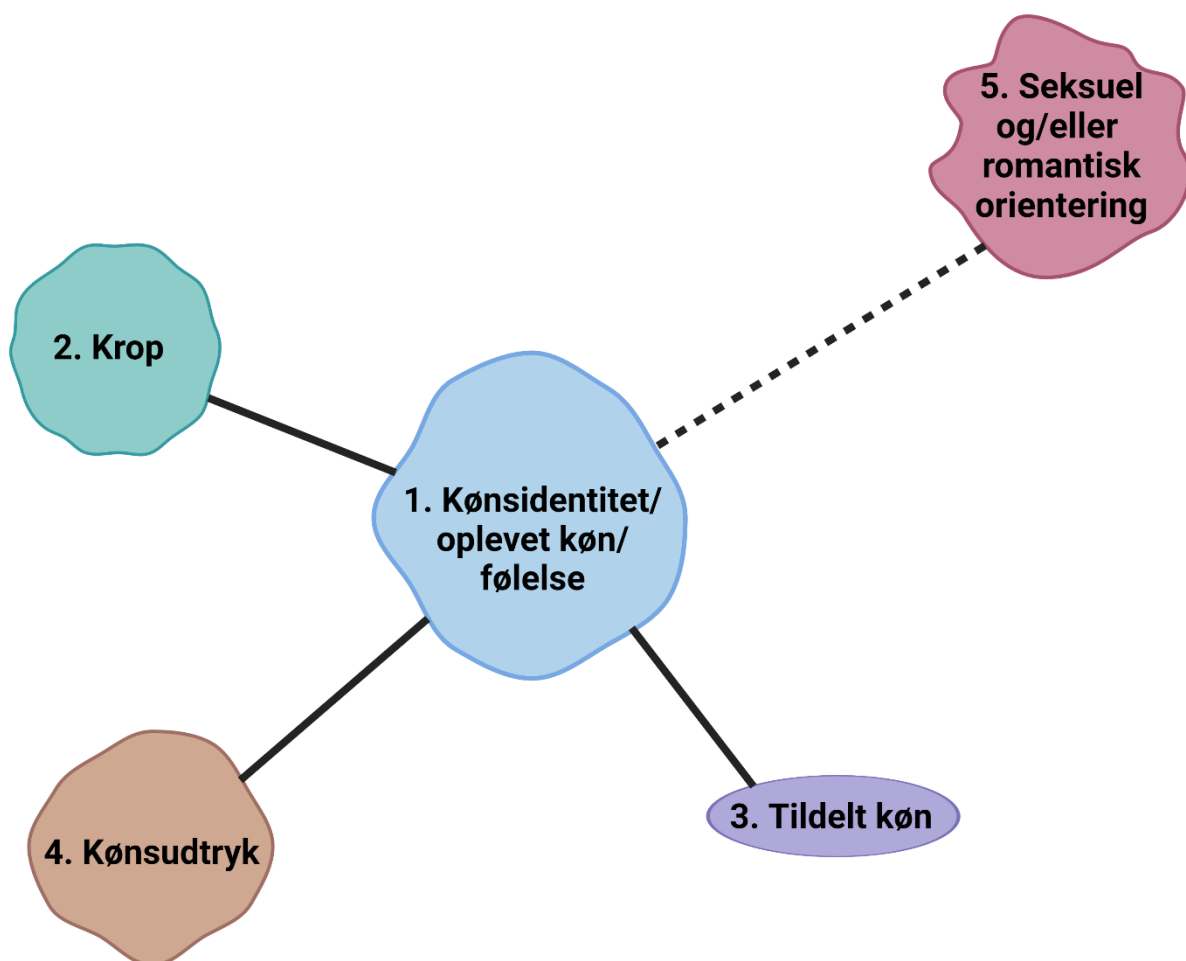 5. Seksuel
og/eller
romantisk
orientering
2. Krop
1. Kønsidentitet/
oplevet køn/
følelse
3. Tildelt køn
4. Kønsudtryk